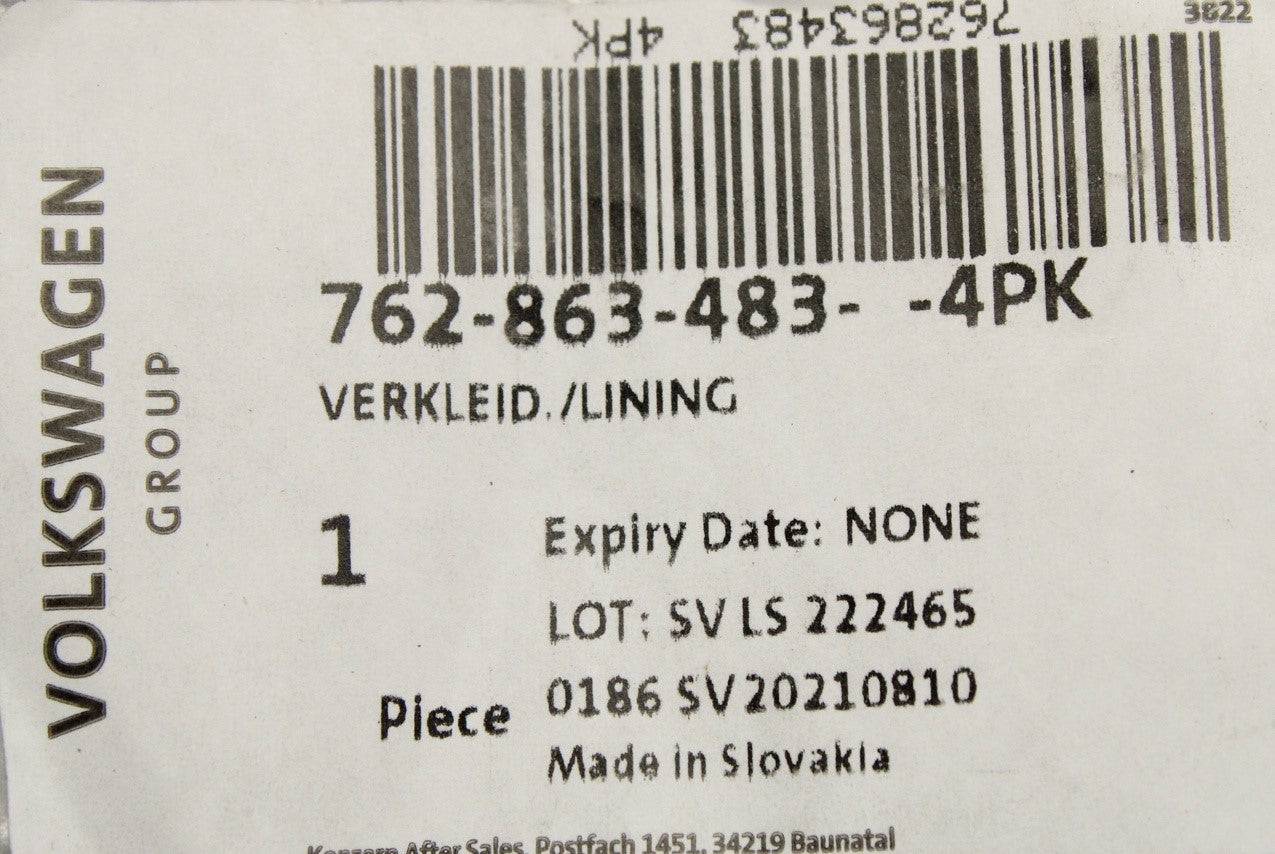 3822
762863483 4PK
762-863-483- -4PK
VERKLEID./LINING
1
Piece
Expiry Date: NONE
LOT: SV LS 222465
0186 SV20210810
Made in Slovakia
Konzern After Sales, Postfach 1451, 34219 Baunatal
VOLKSWAGEN
GROUP